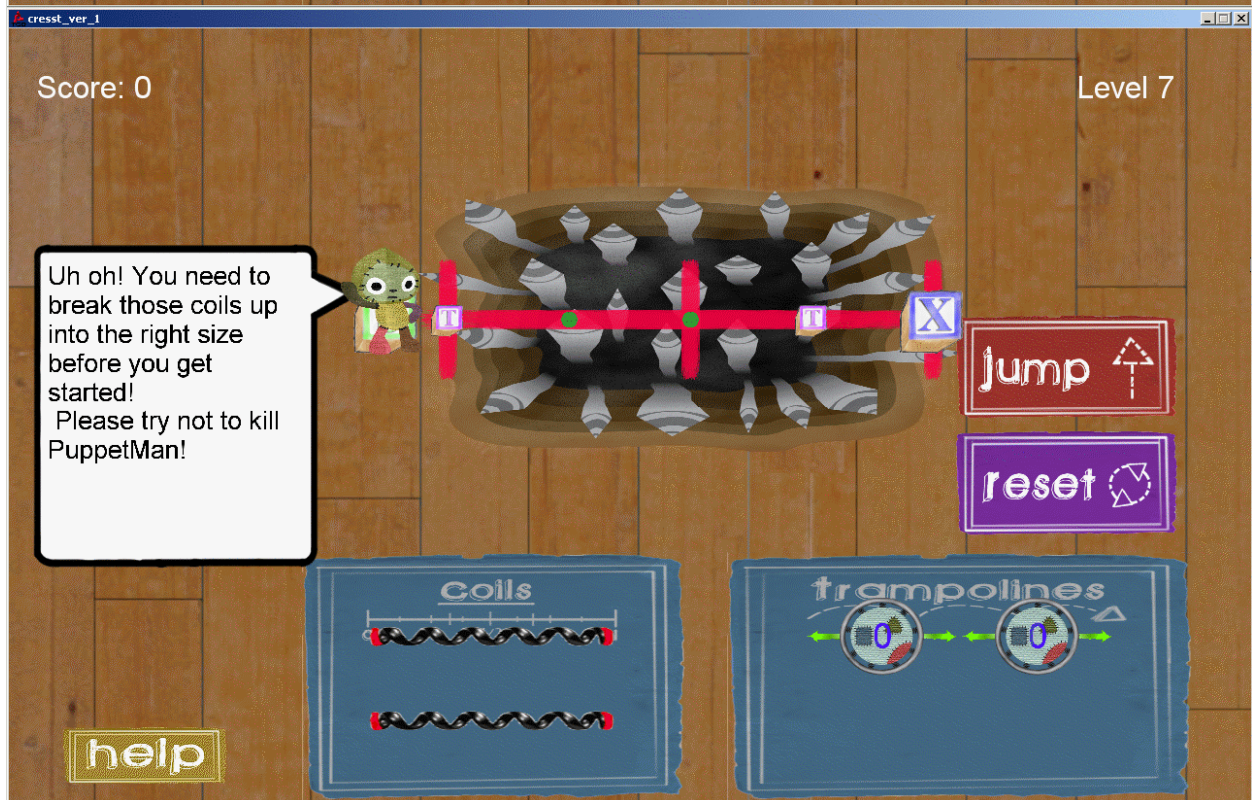 cresst_ver_1
Score: 0
Level 7
Uh oh! You need to
break those coils up
into the right size
before you get
started!
Please try not to kill
PuppetMan!
T
T
X
jump
reset
coils
trampolines
0
0
help